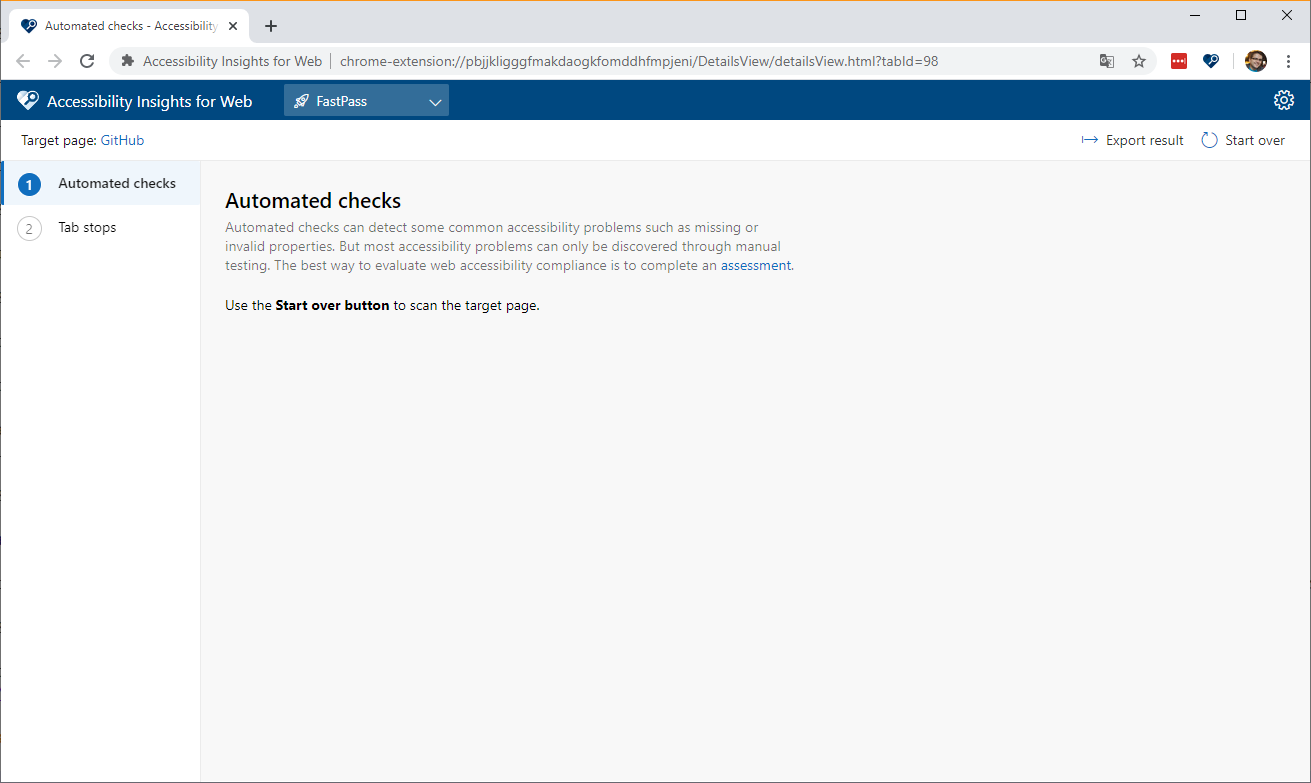 Automated checks - Accessibility
Accessibility Insights for Web
chrome-extension://pbjjkligggfmakdaogkfomddhfmpjeni/DetailsView/detailsView.html?tabId=98
Accessibility Insights for Web
FastPass
Target page: GitHub
Export result
Start over
1 Automated checks
2 Tab stops
Automated checks
Automated checks can detect some common accessibility problems such as missing or
invalid properties. But most accessibility problems can only be discovered through manual
testing. The best way to evaluate web accessibility compliance is to complete an assessment.
Use the Start over button to scan the target page.